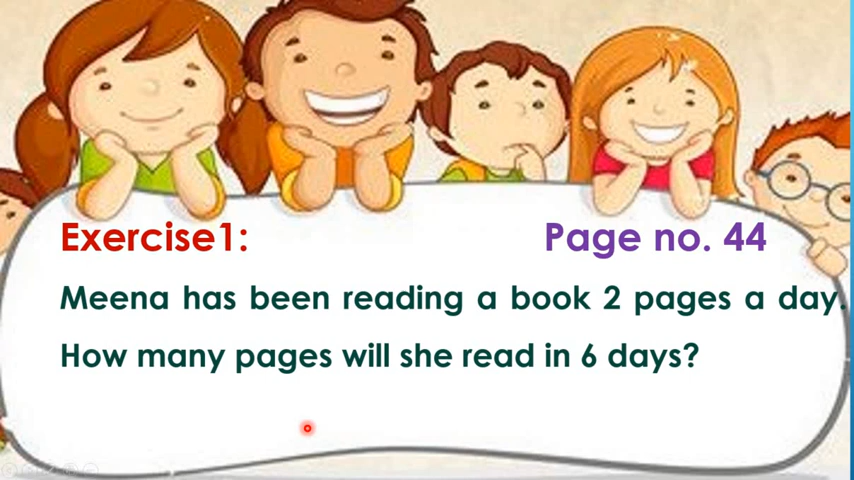 Exercise1: Page no. 44
Meena has been reading a book 2 pages a day.
How many pages will she read in 6 days?